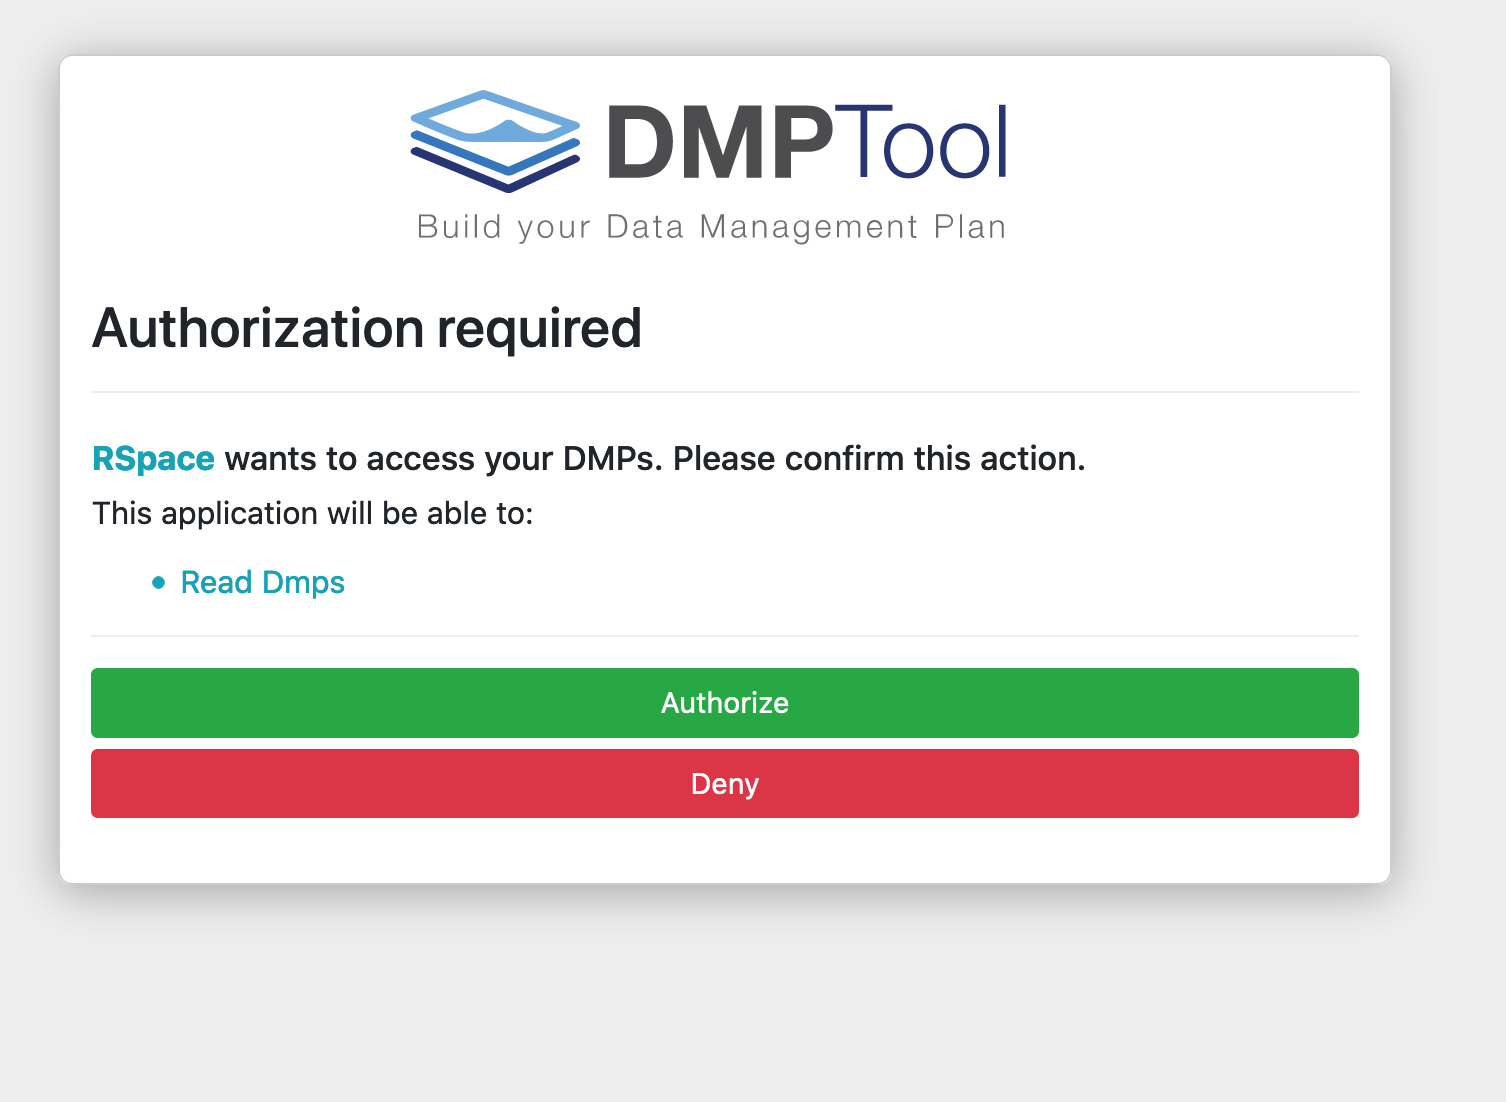 DMPTool
Build your Data Management Plan
Authorization required
RSpace wants to access your DMPs. Please confirm this action.
This application will be able to:
• Read Dmps
Authorize
Deny